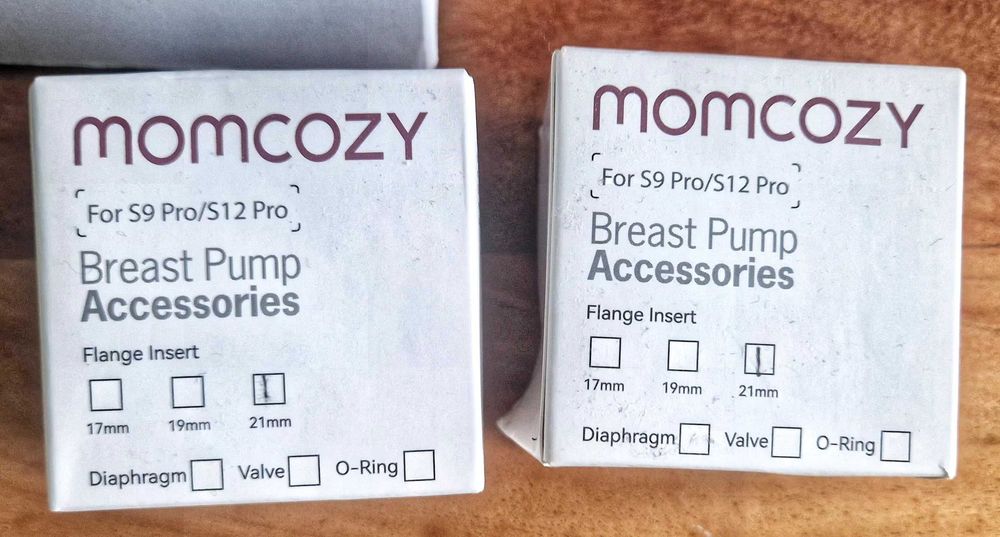 momcozy
For S9 Pro/S12 Pro
Breast Pump
Accessories
Flange Insert
17mm 19mm 21mm
Diaphragm Valve O-Ring
momcozy
For S9 Pro/S12 Pro
Breast Pump
Accessories
Flange Insert
17mm 19mm 21mm
Diaphragm Valve O-Ring